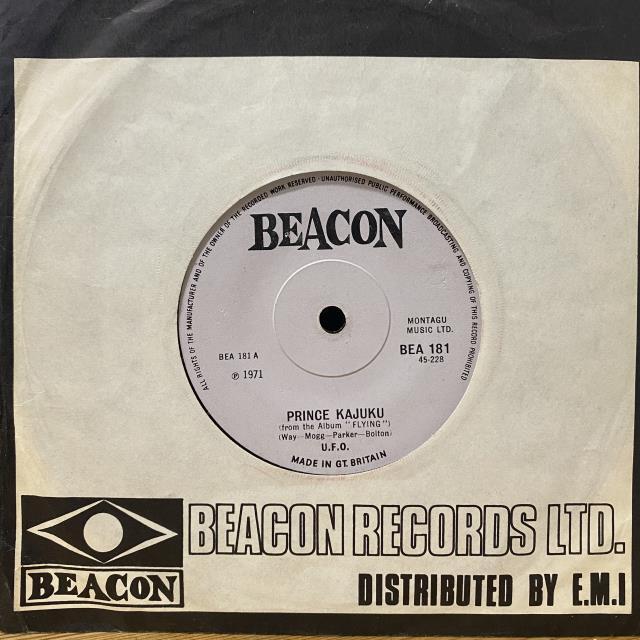 ALL RIGHTS OF THE MANUFACTURER AND OF THE OWNER OF THE RECORDED WORK RESERVED · UNAUTHORISED PUBLIC PERFORMANCE BROADCASTING AND COPYING OF THIS RECORD PROHIBITED
BEACON
MONTAGU
MUSIC LTD.
BEA 181 A
BEA 181
45-228
℗ 1971
PRINCE KAJUKU
(from the Album "FLYING")
(Way—Mogg—Parker—Bolton)
U.F.O.
MADE IN GT. BRITAIN
BEACON RECORDS LTD.
BEACON
DISTRIBUTED BY E.M.I